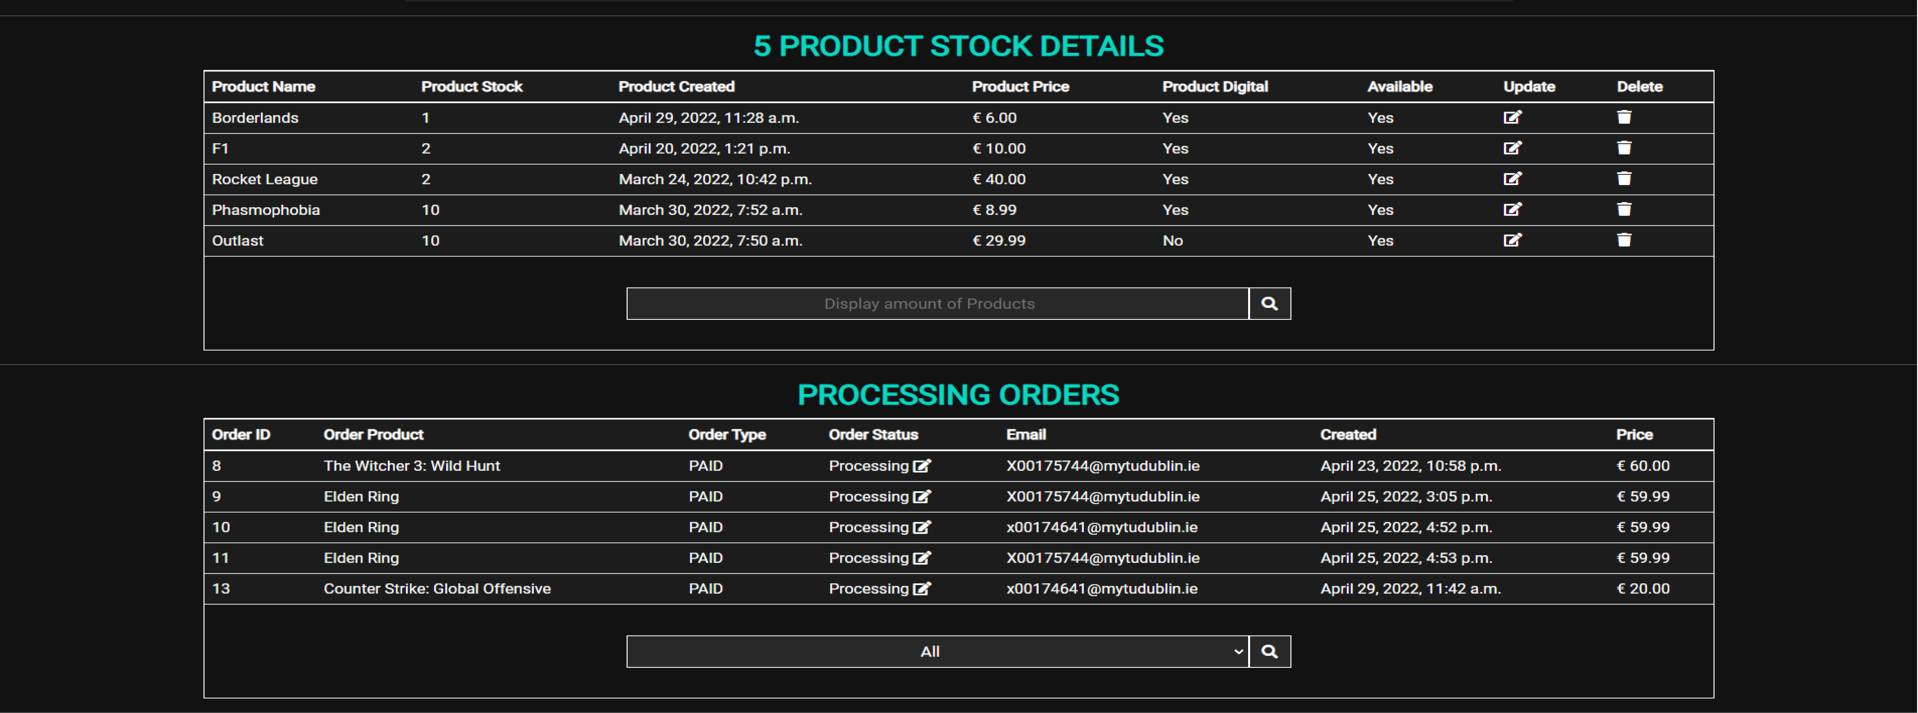 5 PRODUCT STOCK DETAILS
Product Name Product Stock Product Created Product Price Product Digital Available Update Delete
Borderlands 1 April 29, 2022, 11:28 a.m. € 6.00 Yes Yes
F1 2 April 20, 2022, 1:21 p.m. € 10.00 Yes Yes
Rocket League 2 March 24, 2022, 10:42 p.m. € 40.00 Yes Yes
Phasmophobia 10 March 30, 2022, 7:52 a.m. € 8.99 Yes Yes
Outlast 10 March 30, 2022, 7:50 a.m. € 29.99 No Yes
Display amount of Products
PROCESSING ORDERS
Order ID Order Product Order Type Order Status Email Created Price
8 The Witcher 3: Wild Hunt PAID Processing X00175744@mytudublin.ie April 23, 2022, 10:58 p.m. € 60.00
9 Elden Ring PAID Processing X00175744@mytudublin.ie April 25, 2022, 3:05 p.m. € 59.99
10 Elden Ring PAID Processing x00174641@mytudublin.ie April 25, 2022, 4:52 p.m. € 59.99
11 Elden Ring PAID Processing X00175744@mytudublin.ie April 25, 2022, 4:53 p.m. € 59.99
13 Counter Strike: Global Offensive PAID Processing x00174641@mytudublin.ie April 29, 2022, 11:42 a.m. € 20.00
All